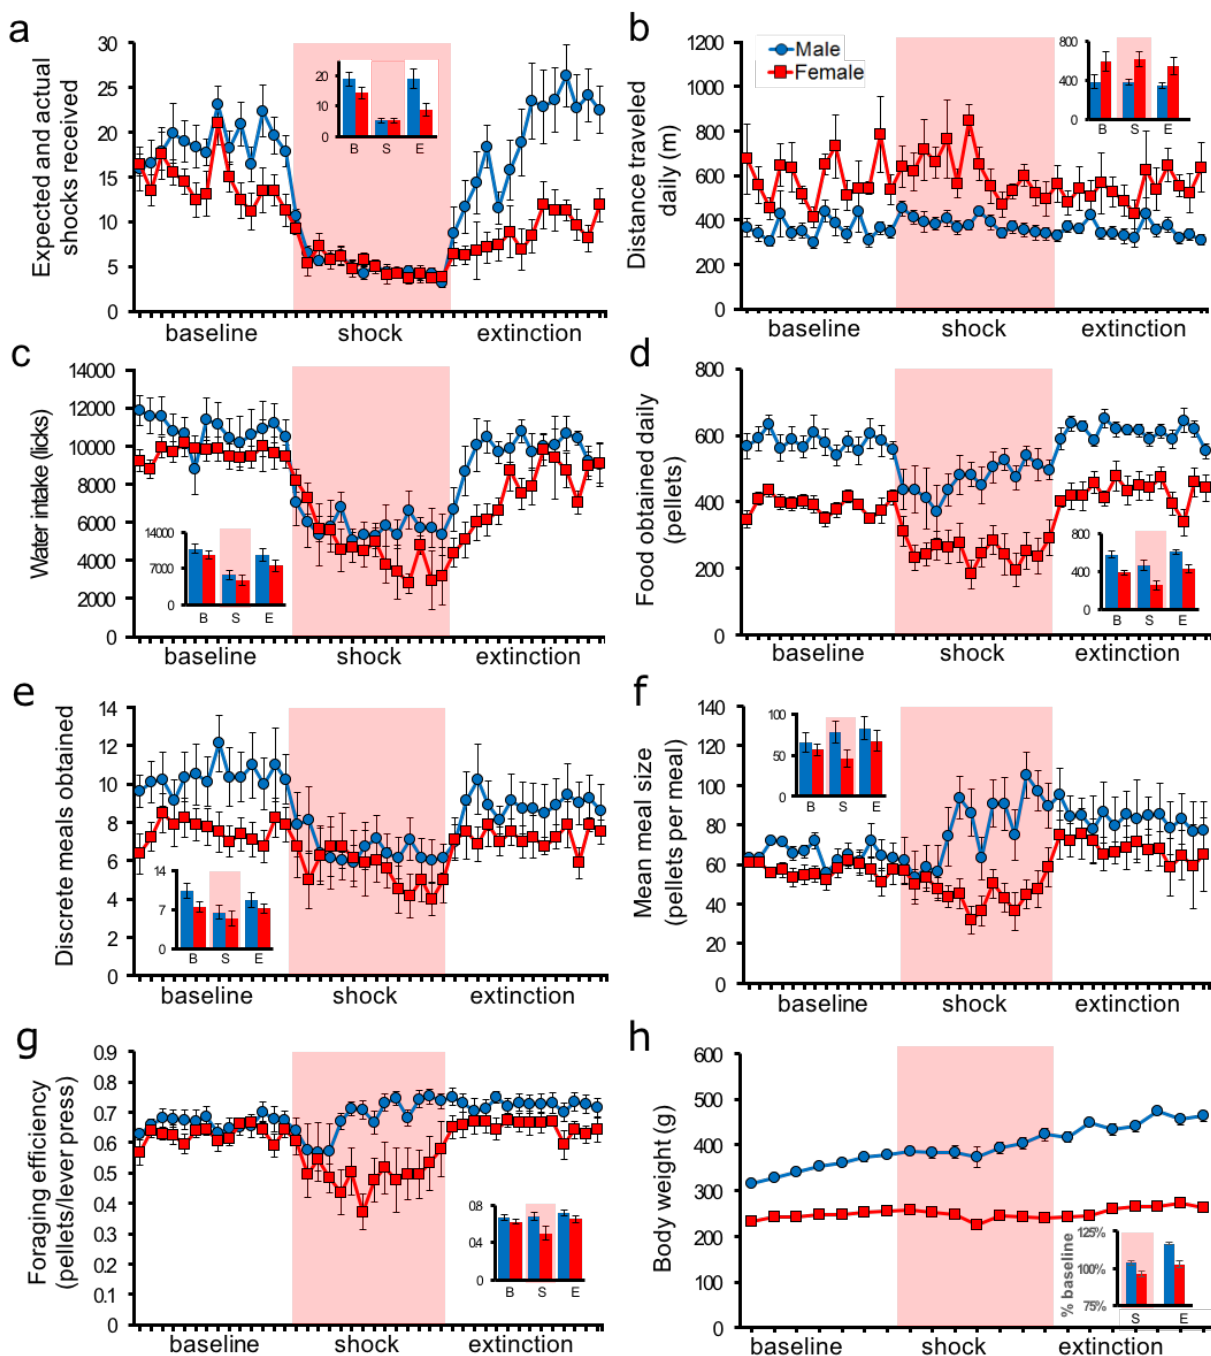 a
Expected and actual
shocks received
30
25
20
15
10
5
0
20
10
0
B S E
baseline shock extinction
b
Distance traveled
daily (m)
1200
1000
800
600
400
200
0
Male
Female
800
400
0
B S E
baseline shock extinction
c
Water intake (licks)
14000
12000
10000
8000
6000
4000
2000
0
14000
7000
0
B S E
baseline shock extinction
d
Food obtained daily
(pellets)
800
600
400
200
0
800
400
0
B S E
baseline shock extinction
e
Discrete meals obtained
14
12
10
8
6
4
2
0
14
7
0
B S E
baseline shock extinction
f
Mean meal size
(pellets per meal)
140
120
100
80
60
40
20
0
100
50
0
B S E
baseline shock extinction
g
Foraging efficiency
(pellets/lever press)
0.9
0.8
0.7
0.6
0.5
0.4
0.3
0.2
0.1
0
08
04
0
B S E
baseline shock extinction
h
Body weight (g)
600
500
400
300
200
100
0
% baseline
125%
100%
75%
S E
baseline shock extinction